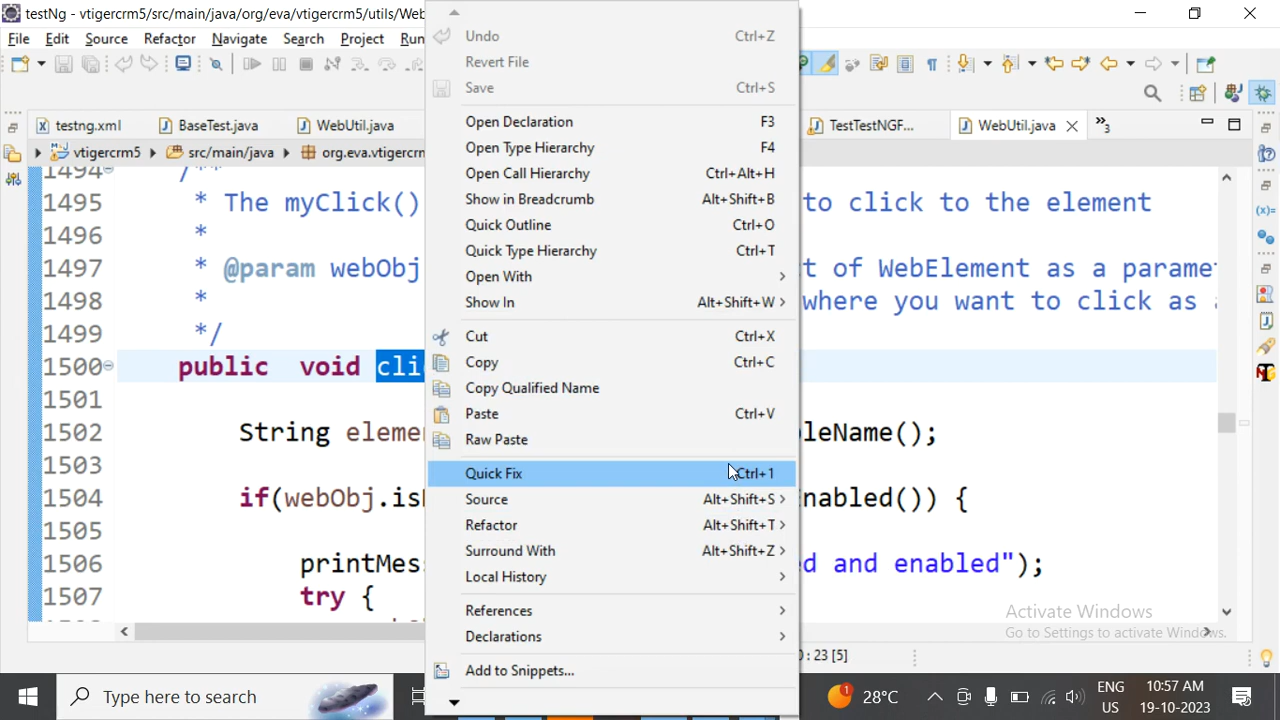 testNg - vtigercrm5/src/main/java/org/eva/vtigercrm5/utils/Web
File Edit Source Refactor Navigate Search Project Run
testng.xml BaseTest.java WebUtil.java TestTestNGF... WebUtil.java »3
vtigercrm5 src/main/java org.eva.vtigercrm
Undo Ctrl+Z
Revert File
Save Ctrl+S
Open Declaration F3
Open Type Hierarchy F4
Open Call Hierarchy Ctrl+Alt+H
Show in Breadcrumb Alt+Shift+B
Quick Outline Ctrl+O
Quick Type Hierarchy Ctrl+T
Open With
Show In Alt+Shift+W
Cut Ctrl+X
Copy Ctrl+C
Copy Qualified Name
Paste Ctrl+V
Raw Paste
Quick Fix Ctrl+1
Source Alt+Shift+S
Refactor Alt+Shift+T
Surround With Alt+Shift+Z
Local History
References
Declarations
Add to Snippets...
1494 /**
1495 * The myClick() to click to the element
1496 *
1497 * @param webObj t of WebElement as a parame
1498 * where you want to click as
1499 */
1500 public void cli
1501
1502 String eleme leName();
1503
1504 if(webObj.is nabled()) {
1505
1506 printMes d and enabled");
1507 try {
Activate Windows
Go to Settings to activate Windows.
: 23 [5]
Type here to search
1 28°C ENG US 10:57 AM 19-10-2023